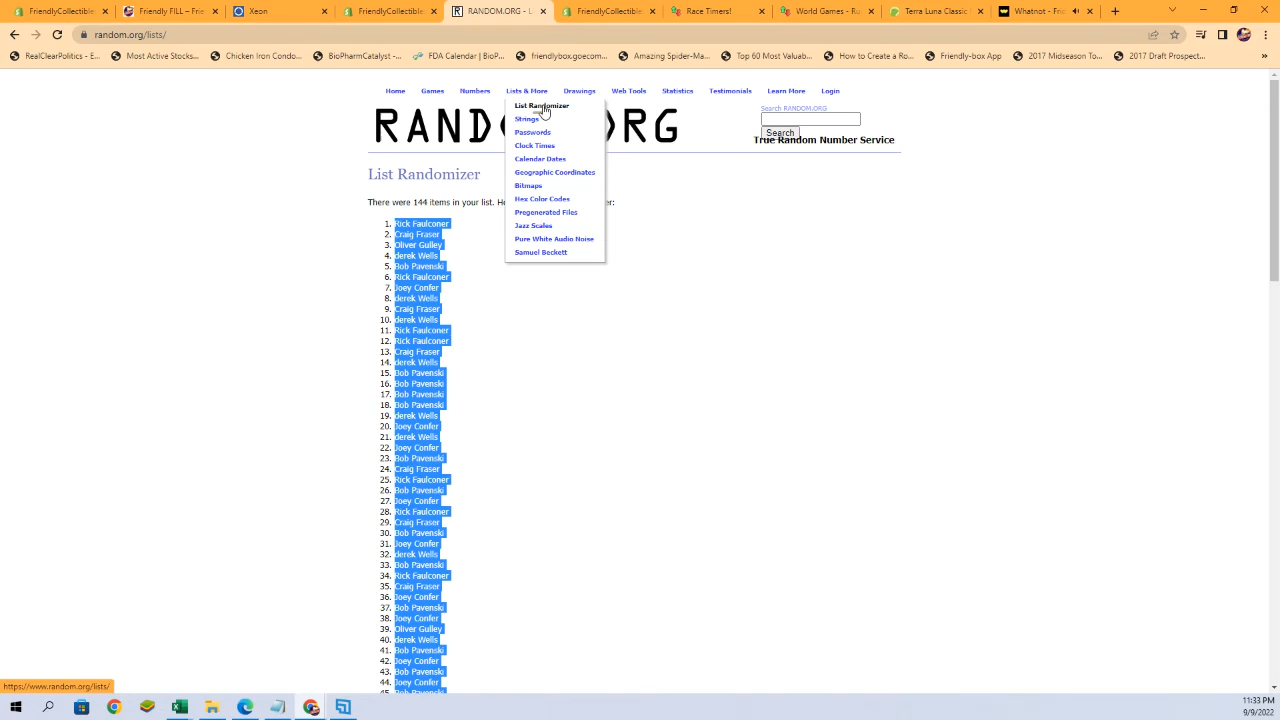 FriendlyCollectible
Friendly FILL – Frie
Xeon
FriendlyCollectible
RANDOM.ORG - L
FriendlyCollectible
Race Timers!
World Games - Ru
Terra Luna Classic
Whatnot - Frie
random.org/lists/
RealClearPolitics - E...
Most Active Stocks...
Chicken Iron Condo...
BioPharmCatalyst -...
FDA Calendar | BIO...
friendlybox.goecom...
Amazing Spider-Ma...
Top 60 Most Valuab...
How to Create a Ro...
Friendly-box App
2017 Midseason To...
2017 Draft Prospect...
Home Games Numbers Lists & More Drawings Web Tools Statistics Testimonials Learn More Login
List Randomizer
Strings
Passwords
Clock Times
Calendar Dates
Geographic Coordinates
Bitmaps
Hex Color Codes
Pregenerated Files
Jazz Scales
Pure White Audio Noise
Samuel Beckett
Search RANDOM.ORG
Search
True Random Number Service
List Randomizer
There were 144 items in your list. He er:
1. Rick Faulconer
2. Craig Fraser
3. Oliver Gulley
4. derek Wells
5. Bob Pavenski
6. Rick Faulconer
7. Joey Confer
8. derek Wells
9. Craig Fraser
10. derek Wells
11. Rick Faulconer
12. Rick Faulconer
13. Craig Fraser
14. derek Wells
15. Bob Pavenski
16. Bob Pavenski
17. Bob Pavenski
18. Bob Pavenski
19. derek Wells
20. Joey Confer
21. derek Wells
22. Joey Confer
23. Bob Pavenski
24. Craig Fraser
25. Rick Faulconer
26. Bob Pavenski
27. Joey Confer
28. Rick Faulconer
29. Craig Fraser
30. Bob Pavenski
31. Joey Confer
32. derek Wells
33. Bob Pavenski
34. Rick Faulconer
35. Craig Fraser
36. Joey Confer
37. Bob Pavenski
38. Joey Confer
39. Oliver Gulley
40. derek Wells
41. Bob Pavenski
42. Joey Confer
43. Bob Pavenski
44. Joey Confer
45. Bob Pavenski
https://www.random.org/lists/
11:33 PM
9/9/2022